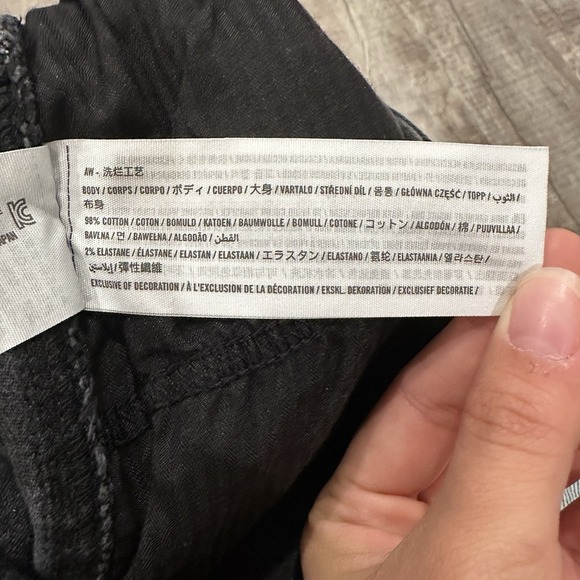 AW - 洗烂工艺
BODY / CORPS / CORPO / ボディ / CUERPO / 大身 / VARTALO / STŘEDNÍ DÍL / 몸통 / GŁÓWNA CZĘŚĆ / TOPP / الثوب /
布身
98% COTTON / COTON / BOMULD / KATOEN / BAUMWOLLE / BOMULL / COTONE / コットン / ALGODÓN / 棉 / PUUVILLAA /
BAVLNA / 면 / BAWEŁNA / ALGODÃO / القطن /
2% ELASTANE / ÉLASTHANNE / ELASTAN / ELASTAAN / エラスタン / ELASTANO / 氨纶 / ELASTAANIA / 엘라스탄 /
إيلاستين / 彈性纖維
EXCLUSIVE OF DECORATION / À L'EXCLUSION DE LA DÉCORATION / EKSKL. DEKORATION / EXCLUSIEF DECORATIE /